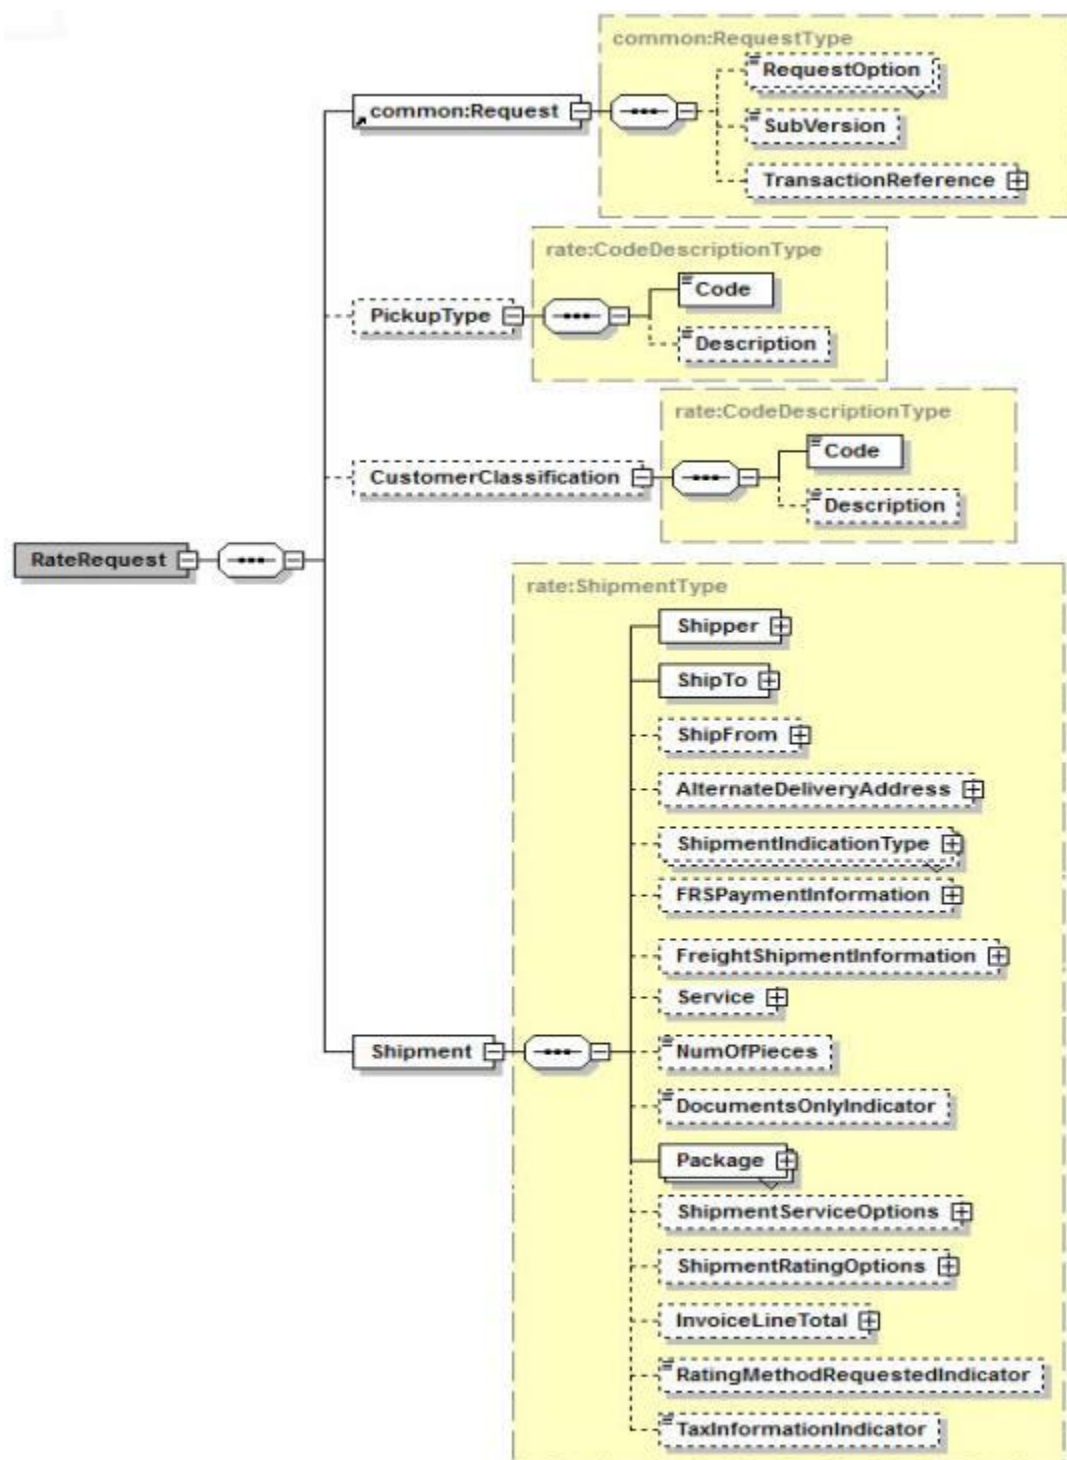 common:RequestType
RequestOption
common:Request
SubVersion
TransactionReference
rate:CodeDescriptionType
Code
PickupType
Description
rate:CodeDescriptionType
Code
CustomerClassification
Description
RateRequest
rate:ShipmentType
Shipper
ShipTo
ShipFrom
AlternateDeliveryAddress
ShipmentIndicationType
FRSPaymentInformation
FreightShipmentInformation
Service
Shipment
NumOfPieces
DocumentsOnlyIndicator
Package
ShipmentServiceOptions
ShipmentRatingOptions
InvoiceLineTotal
RatingMethodRequestedIndicator
TaxInformationIndicator